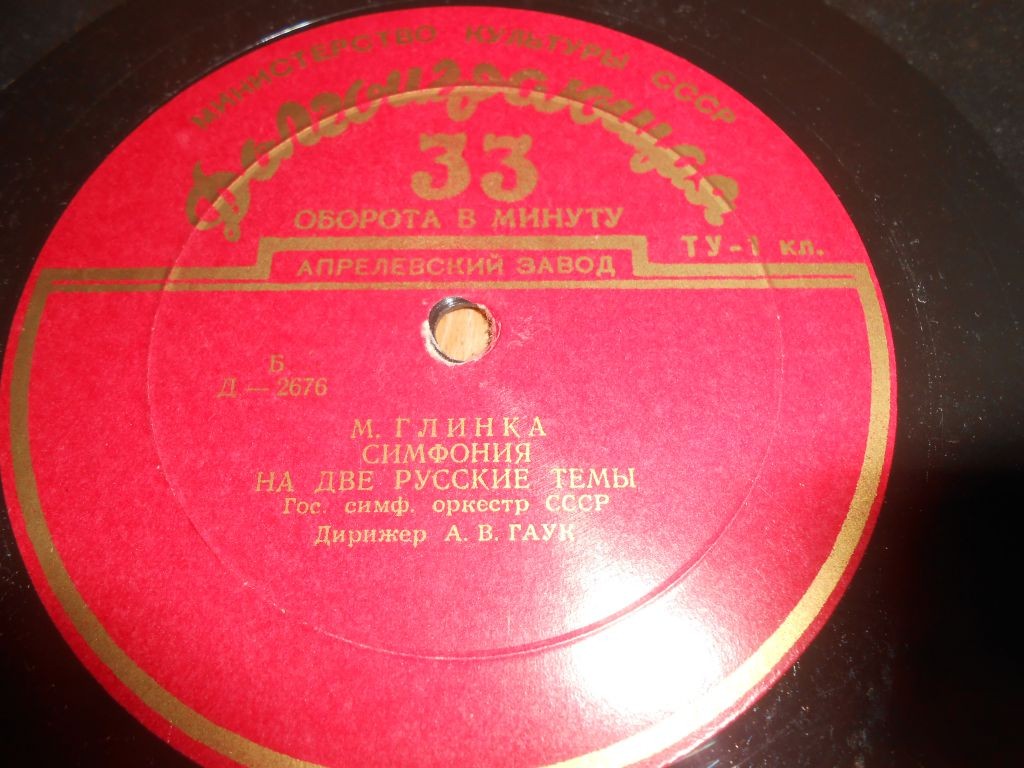 МИНИСТЕРСТВО КУЛЬТУРЫ СССР
Долгоиграющая
33
ОБОРОТА В МИНУТУ
ТУ-1 кл.
АПРЕЛЕВСКИЙ ЗАВОД
Б
Д — 2676
М. ГЛИНКА
СИМФОНИЯ
НА ДВЕ РУССКИЕ ТЕМЫ
Гос. симф. оркестр СССР
Дирижер А. В. ГАУК